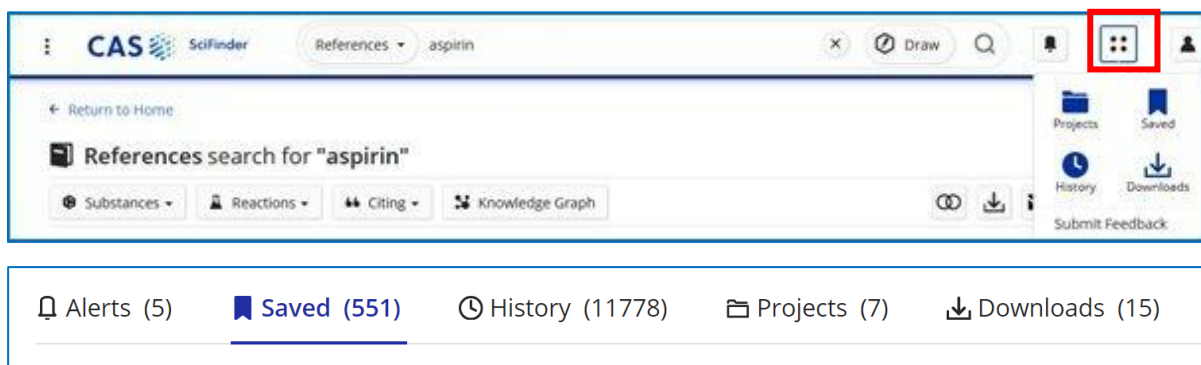 CAS SciFinder References aspirin Draw
Return to Home
Projects Saved
References search for "aspirin"
History Downloads
Substances Reactions Citing Knowledge Graph
Submit Feedback
Alerts (5) Saved (551) History (11778) Projects (7) Downloads (15)